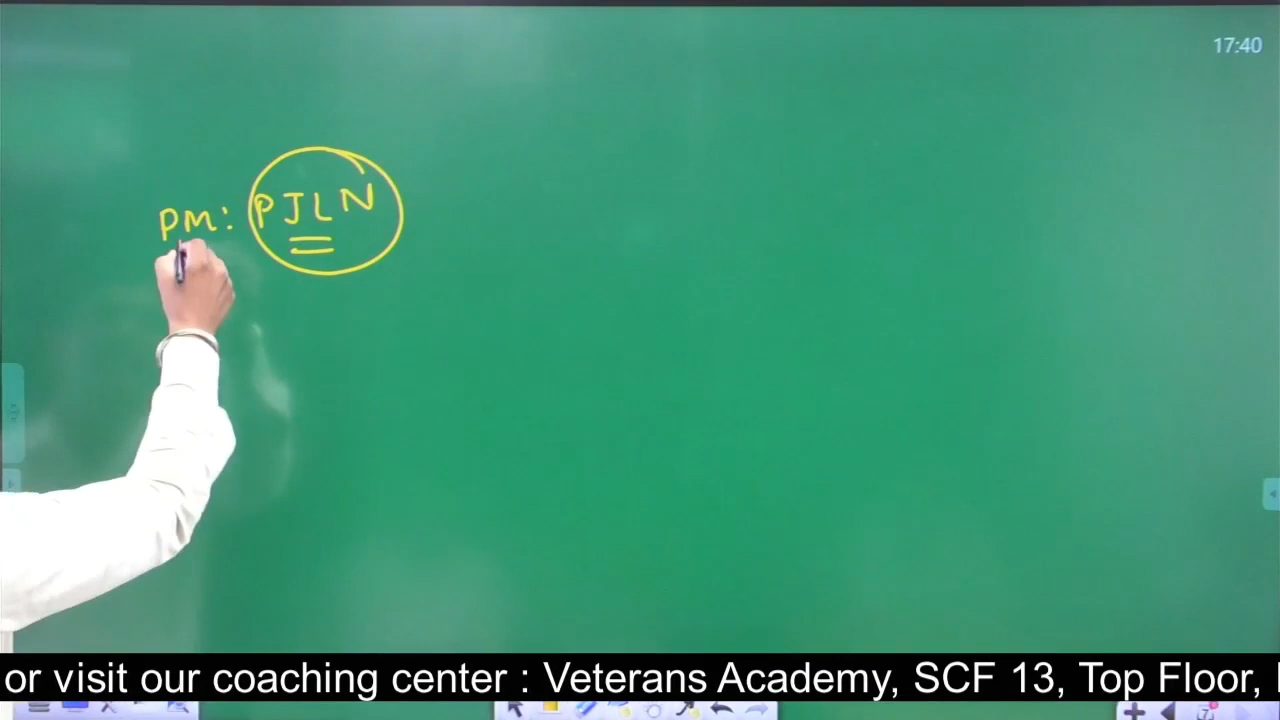 17:40
PM: PJLN
or visit our coaching center : Veterans Academy, SCF 13, Top Floor,